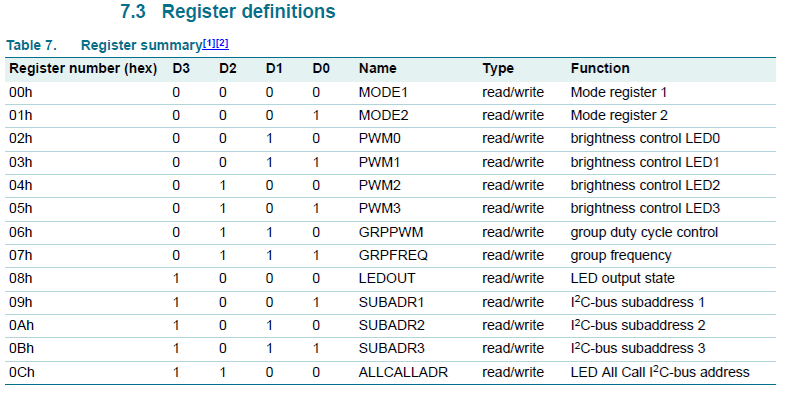 7.3 Register definitions
Table 7. Register summary[1][2]
Register number (hex) D3 D2 D1 D0 Name Type Function
00h 0 0 0 0 MODE1 read/write Mode register 1
01h 0 0 0 1 MODE2 read/write Mode register 2
02h 0 0 1 0 PWM0 read/write brightness control LED0
03h 0 0 1 1 PWM1 read/write brightness control LED1
04h 0 1 0 0 PWM2 read/write brightness control LED2
05h 0 1 0 1 PWM3 read/write brightness control LED3
06h 0 1 1 0 GRPPWM read/write group duty cycle control
07h 0 1 1 1 GRPFREQ read/write group frequency
08h 1 0 0 0 LEDOUT read/write LED output state
09h 1 0 0 1 SUBADR1 read/write I²C-bus subaddress 1
0Ah 1 0 1 0 SUBADR2 read/write I²C-bus subaddress 2
0Bh 1 0 1 1 SUBADR3 read/write I²C-bus subaddress 3
0Ch 1 1 0 0 ALLCALLADR read/write LED All Call I²C-bus address